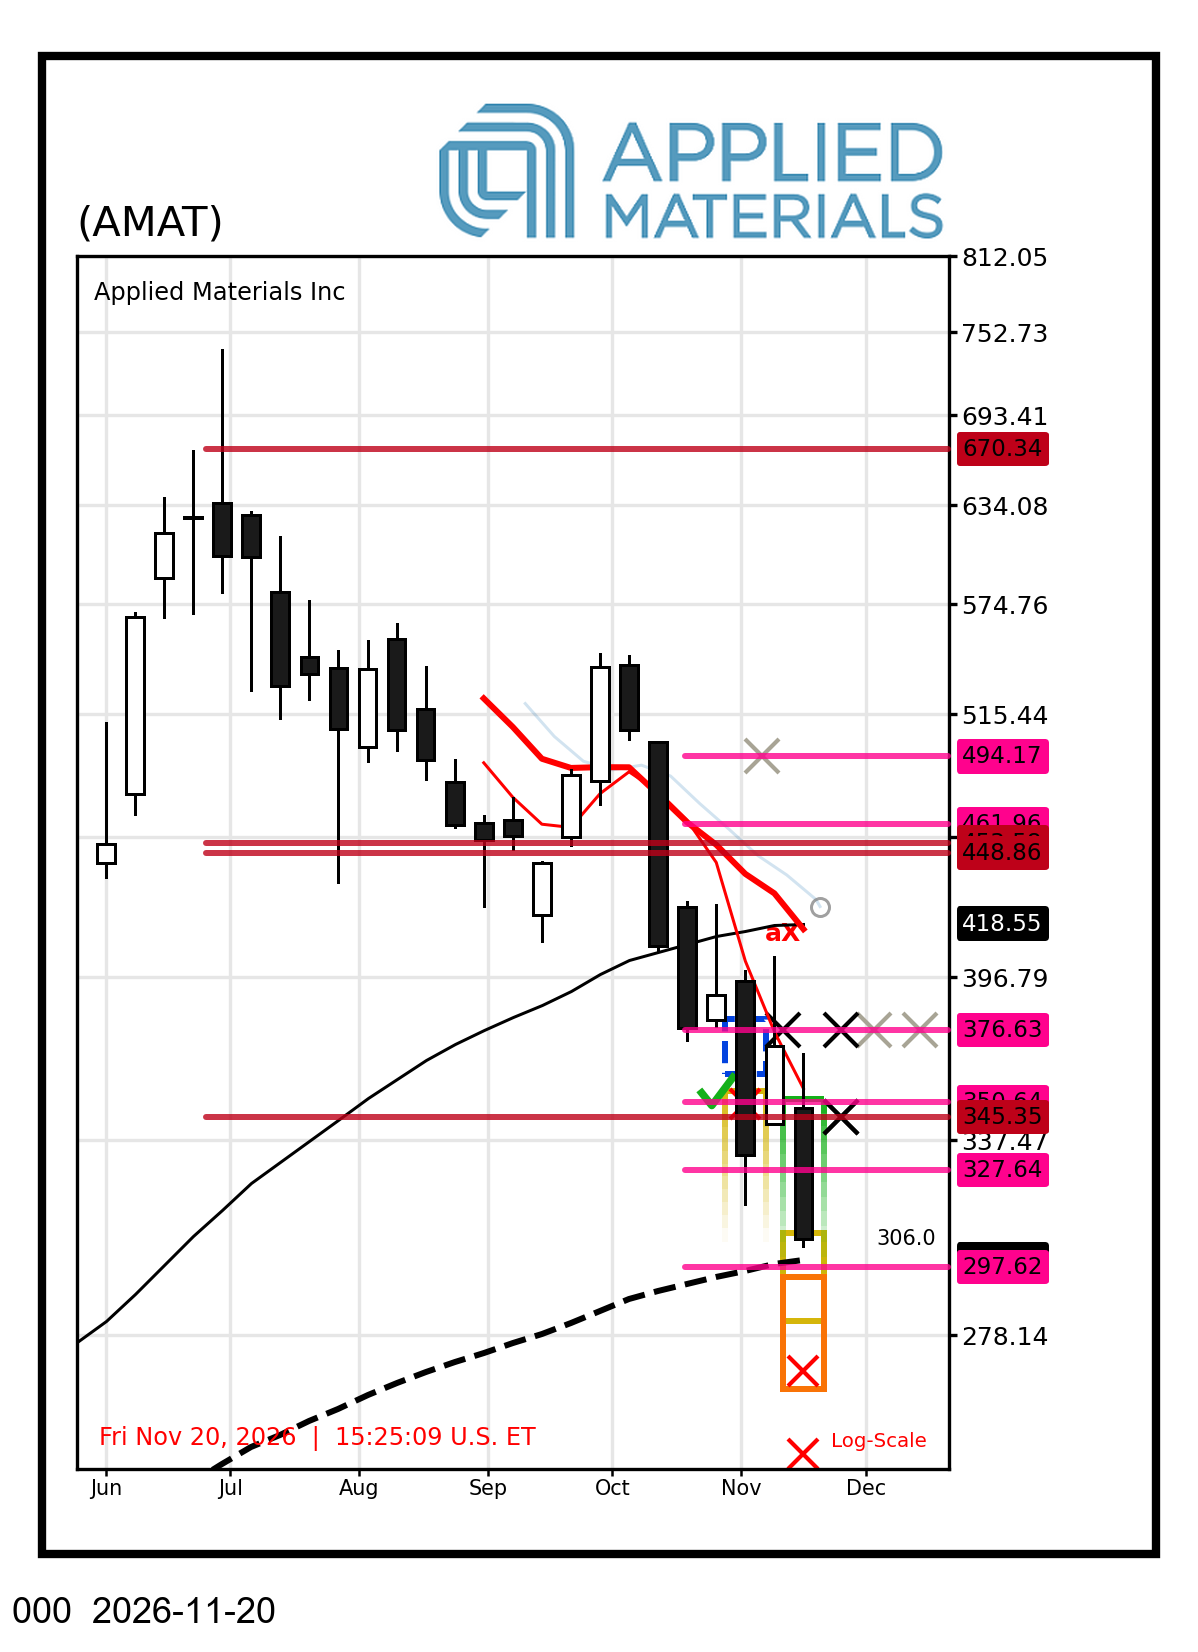 APPLIED
MATERIALS
(AMAT)
Applied Materials Inc
812.05
752.73
693.41
670.34
634.08
574.76
515.44
494.17
461.96
448.86
418.55
aX
396.79
376.63
350.64
345.35
337.47
327.64
306.0
297.62
278.14
Fri Nov 20, 2026 | 15:25:09 U.S. ET
Log-Scale
Jun Jul Aug Sep Oct Nov Dec
000 2026-11-20